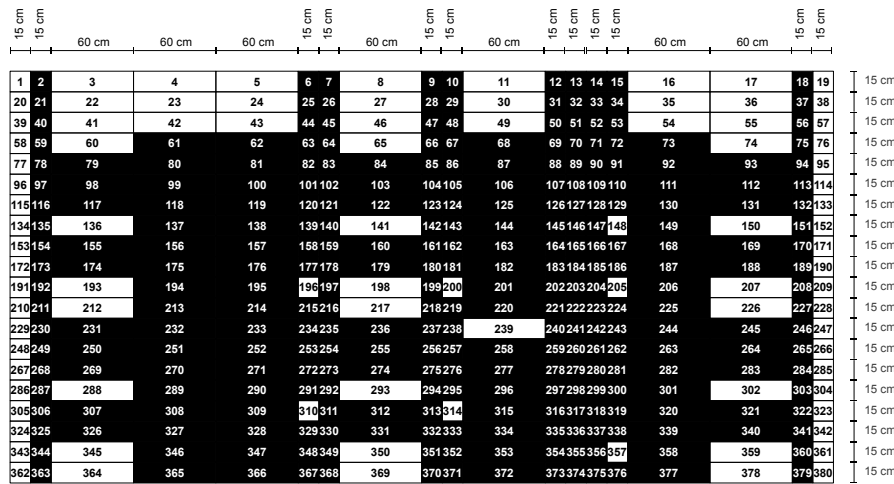 15 cm 15 cm 60 cm 60 cm 60 cm 15 cm 15 cm 60 cm 15 cm 15 cm 60 cm 15 cm 15 cm 15 cm 15 cm 60 cm 60 cm 15 cm 15 cm
1 2 3 4 5 6 7 8 9 10 11 12 13 14 15 16 17 18 19 15 cm
20 21 22 23 24 25 26 27 28 29 30 31 32 33 34 35 36 37 38 15 cm
39 40 41 42 43 44 45 46 47 48 49 50 51 52 53 54 55 56 57 15 cm
58 59 60 61 62 63 64 65 66 67 68 69 70 71 72 73 74 75 76 15 cm
77 78 79 80 81 82 83 84 85 86 87 88 89 90 91 92 93 94 95 15 cm
96 97 98 99 100 101 102 103 104 105 106 107 108 109 110 111 112 113 114 15 cm
115 116 117 118 119 120 121 122 123 124 125 126 127 128 129 130 131 132 133 15 cm
134 135 136 137 138 139 140 141 142 143 144 145 146 147 148 149 150 151 152 15 cm
153 154 155 156 157 158 159 160 161 162 163 164 165 166 167 168 169 170 171 15 cm
172 173 174 175 176 177 178 179 180 181 182 183 184 185 186 187 188 189 190 15 cm
191 192 193 194 195 196 197 198 199 200 201 202 203 204 205 206 207 208 209 15 cm
210 211 212 213 214 215 216 217 218 219 220 221 222 223 224 225 226 227 228 15 cm
229 230 231 232 233 234 235 236 237 238 239 240 241 242 243 244 245 246 247 15 cm
248 249 250 251 252 253 254 255 256 257 258 259 260 261 262 263 264 265 266 15 cm
267 268 269 270 271 272 273 274 275 276 277 278 279 280 281 282 283 284 285 15 cm
286 287 288 289 290 291 292 293 294 295 296 297 298 299 300 301 302 303 304 15 cm
305 306 307 308 309 310 311 312 313 314 315 316 317 318 319 320 321 322 323 15 cm
324 325 326 327 328 329 330 331 332 333 334 335 336 337 338 339 340 341 342 15 cm
343 344 345 346 347 348 349 350 351 352 353 354 355 356 357 358 359 360 361 15 cm
362 363 364 365 366 367 368 369 370 371 372 373 374 375 376 377 378 379 380 15 cm